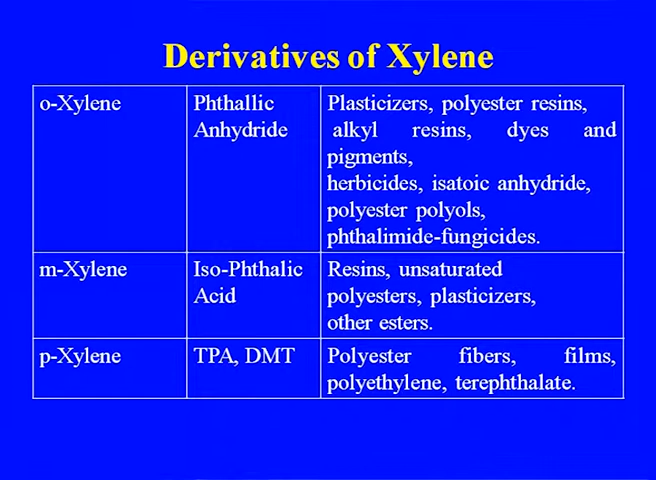 Derivatives of Xylene
o-Xylene
Phthallic
Anhydride
Plasticizers, polyester resins,
alkyl resins, dyes and
pigments,
herbicides, isatoic anhydride,
polyester polyols,
phthalimide-fungicides.
m-Xylene
Iso-Phthalic
Acid
Resins, unsaturated
polyesters, plasticizers,
other esters.
p-Xylene
TPA, DMT
Polyester fibers, films,
polyethylene, terephthalate.